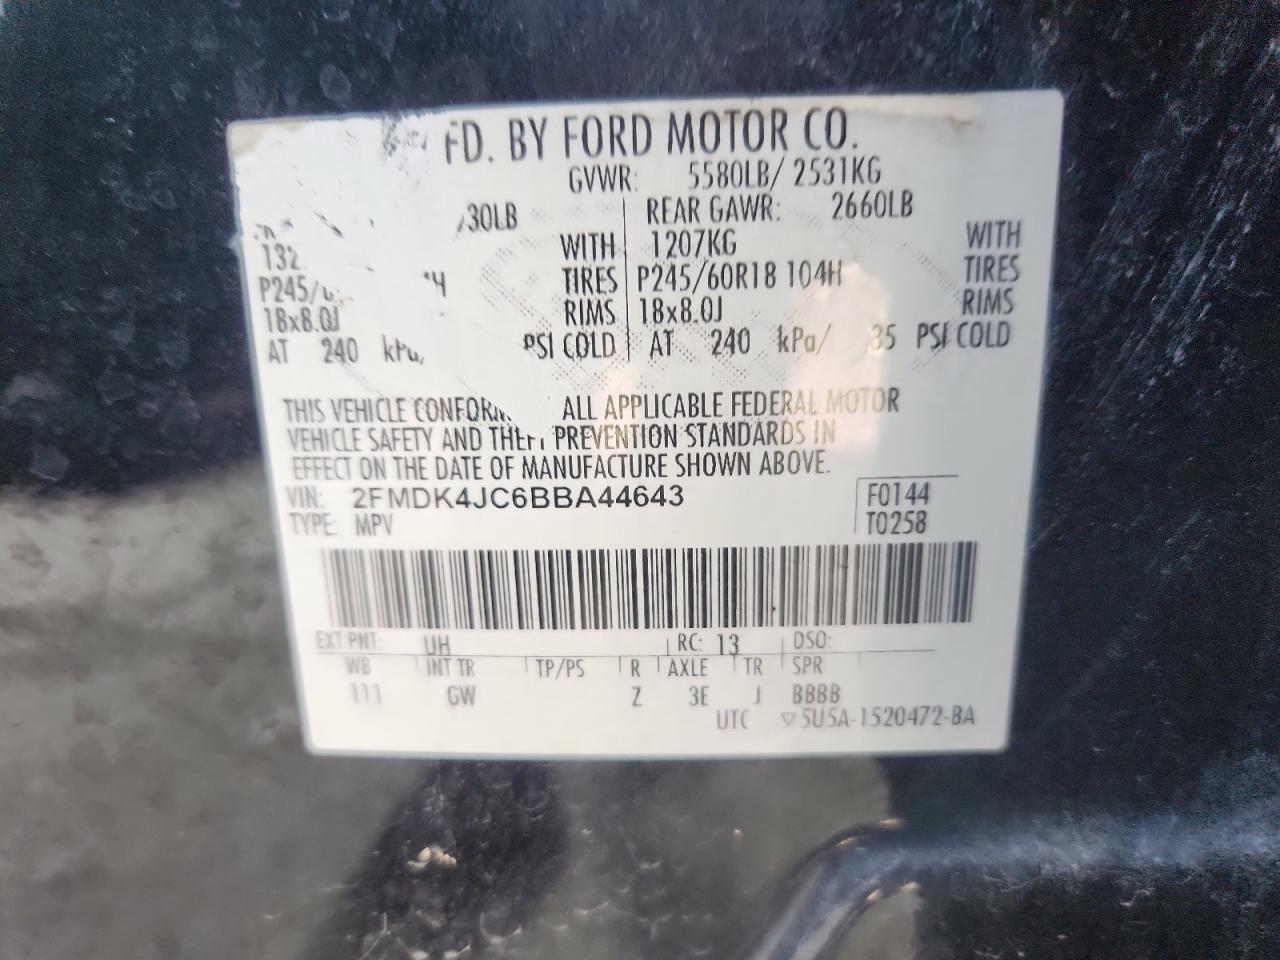 FD. BY FORD MOTOR CO.
GVWR: 5580LB/ 2531KG
30LB REAR GAWR: 2660LB
132 WITH 1207KG WITH
P245/ H TIRES P245/60R18 104H TIRES
18x8.0J RIMS 18x8.0J RIMS
AT 240 kPa/ PSI COLD AT 240 kPa/ 35 PSI COLD
THIS VEHICLE CONFORM ALL APPLICABLE FEDERAL MOTOR
VEHICLE SAFETY AND THEFT PREVENTION STANDARDS IN
EFFECT ON THE DATE OF MANUFACTURE SHOWN ABOVE.
VIN: 2FMDK4JC6BBA44643 F0144
TYPE: MPV T0258
EXT PNT: UH RC: 13 DSO:
WB INT TR TP/PS R AXLE TR SPR
111 GW Z 3E J BBBB
UTC ▽5U5A-1520472-BA